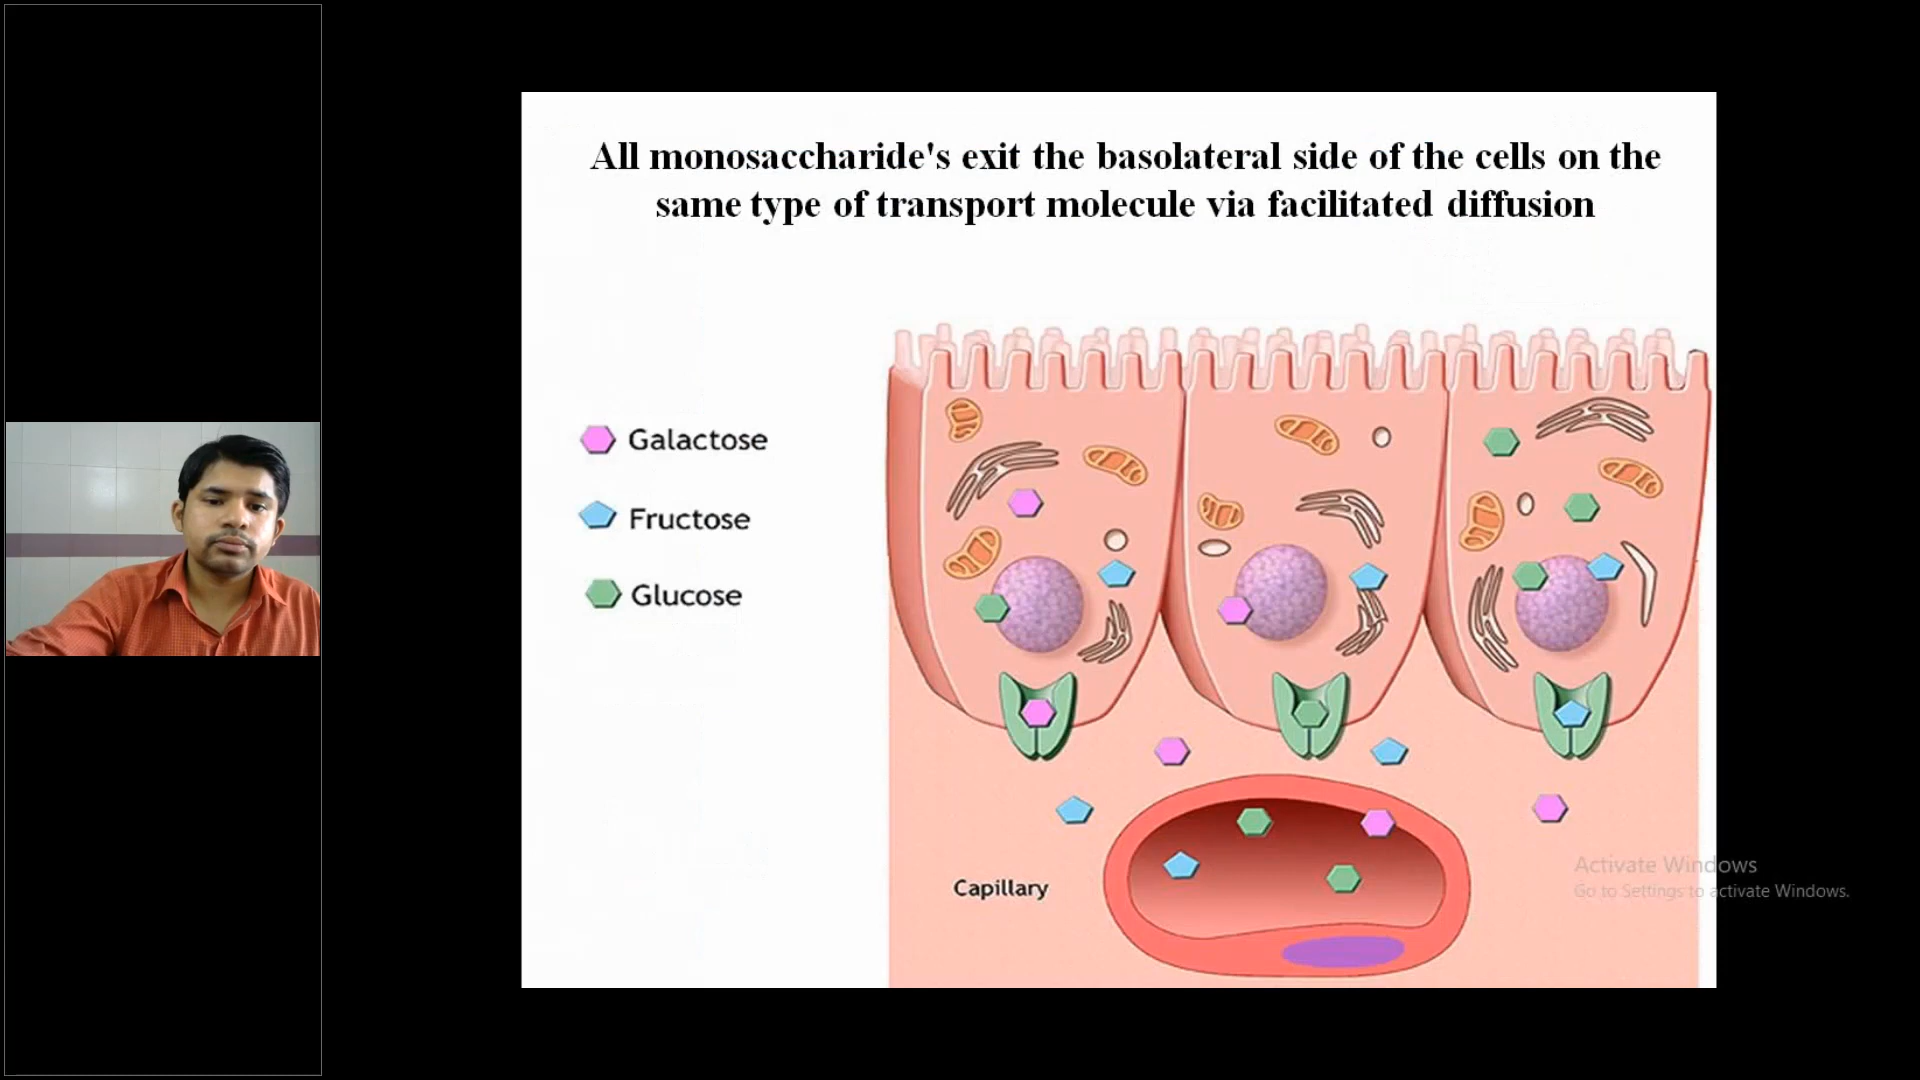 All monosaccharide's exit the basolateral side of the cells on the
same type of transport molecule via facilitated diffusion
Galactose
Fructose
Glucose
Capillary
Activate Windows
Go to Settings to activate Windows.